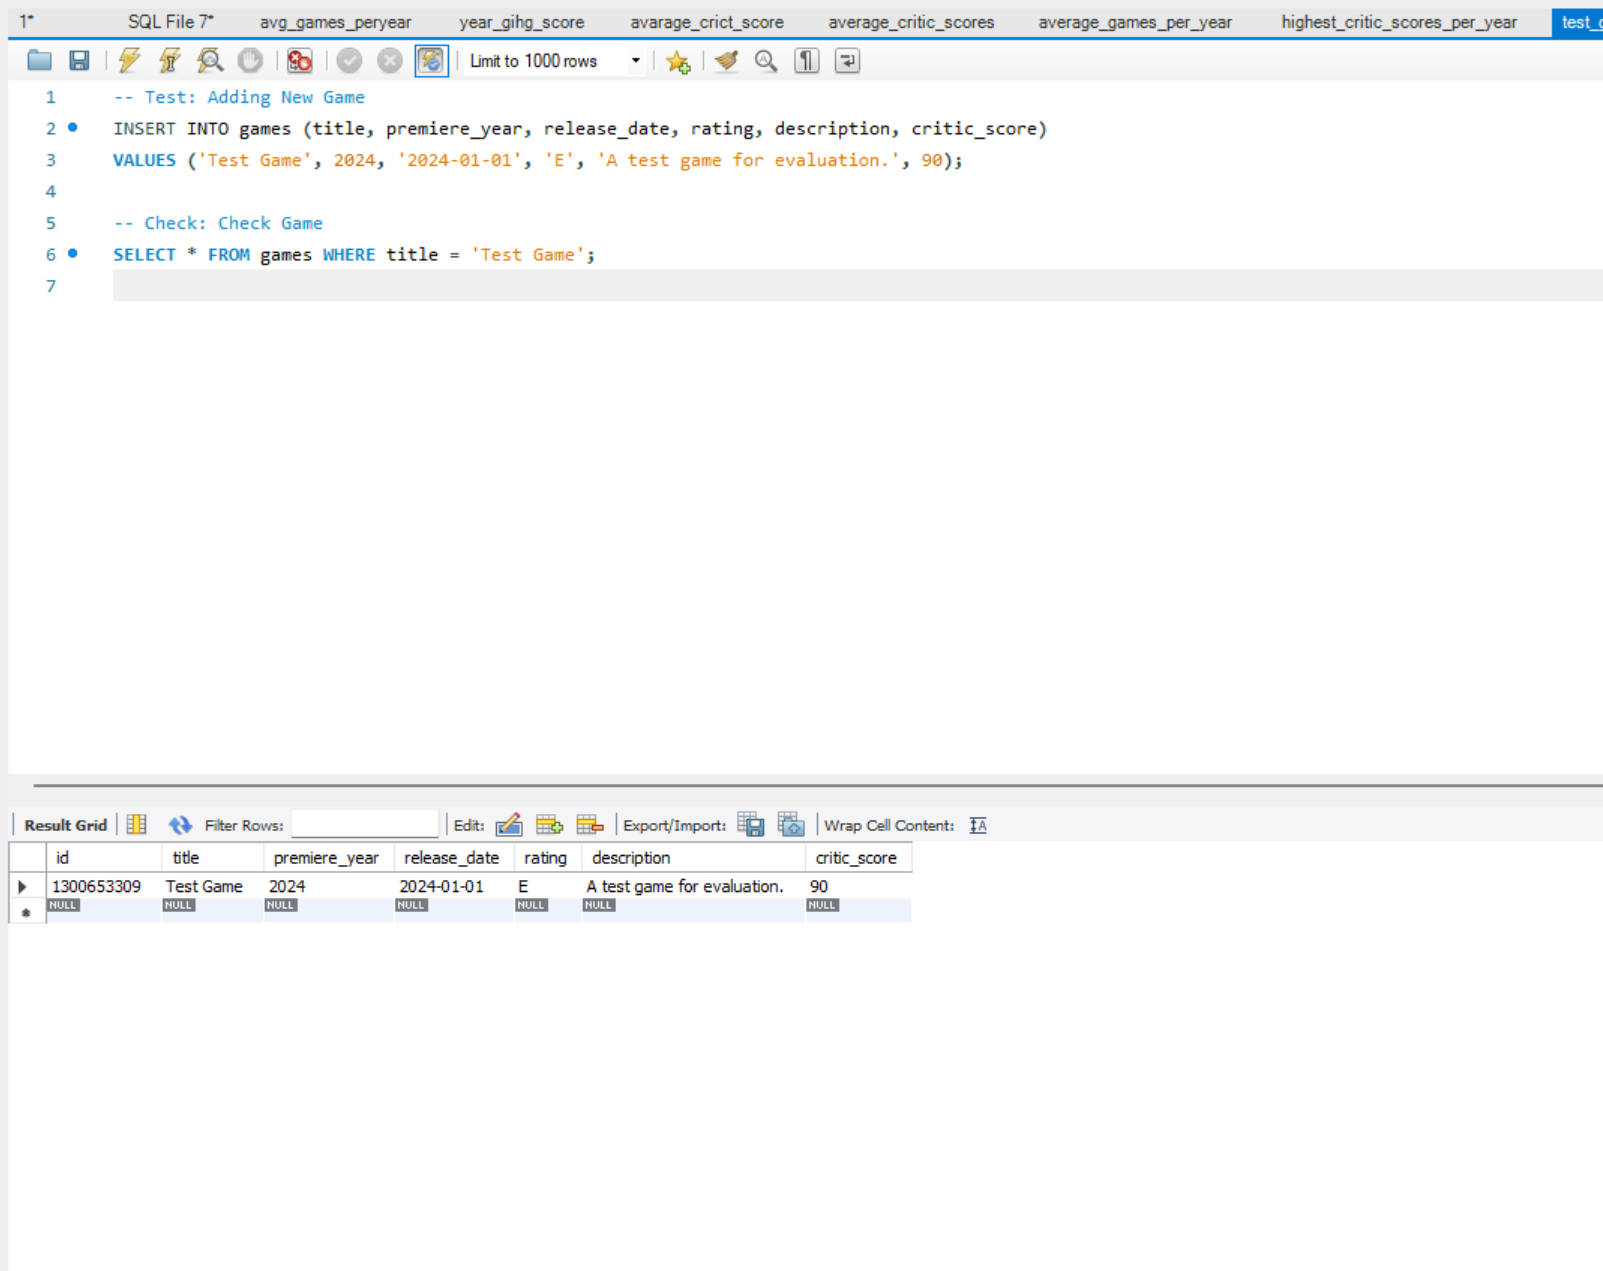 1* SQL File 7* avg_games_peryear year_gihg_score avarage_crict_score average_critic_scores average_games_per_year highest_critic_scores_per_year test_
Limit to 1000 rows
1 -- Test: Adding New Game
2 INSERT INTO games (title, premiere_year, release_date, rating, description, critic_score)
3 VALUES ('Test Game', 2024, '2024-01-01', 'E', 'A test game for evaluation.', 90);
4
5 -- Check: Check Game
6 SELECT * FROM games WHERE title = 'Test Game';
7
Result Grid Filter Rows: Edit: Export/Import: Wrap Cell Content: IA
id title premiere_year release_date rating description critic_score
1300653309 Test Game 2024 2024-01-01 E A test game for evaluation. 90
NULL NULL NULL NULL NULL NULL NULL